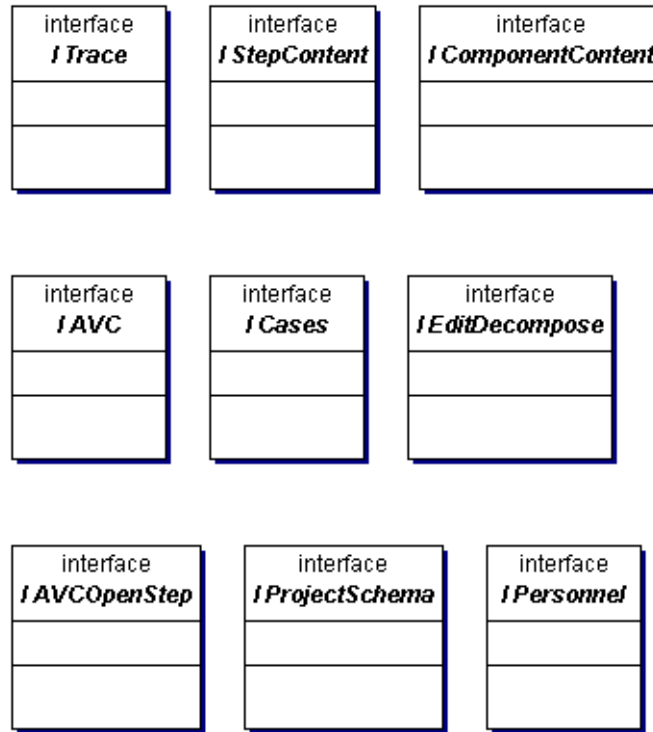 interface interface interface
I Trace I StepContent I ComponentContent
interface interface interface
I AVC I Cases I EditDecompose
interface interface interface
I AVCOpenStep I ProjectSchema I Personnel